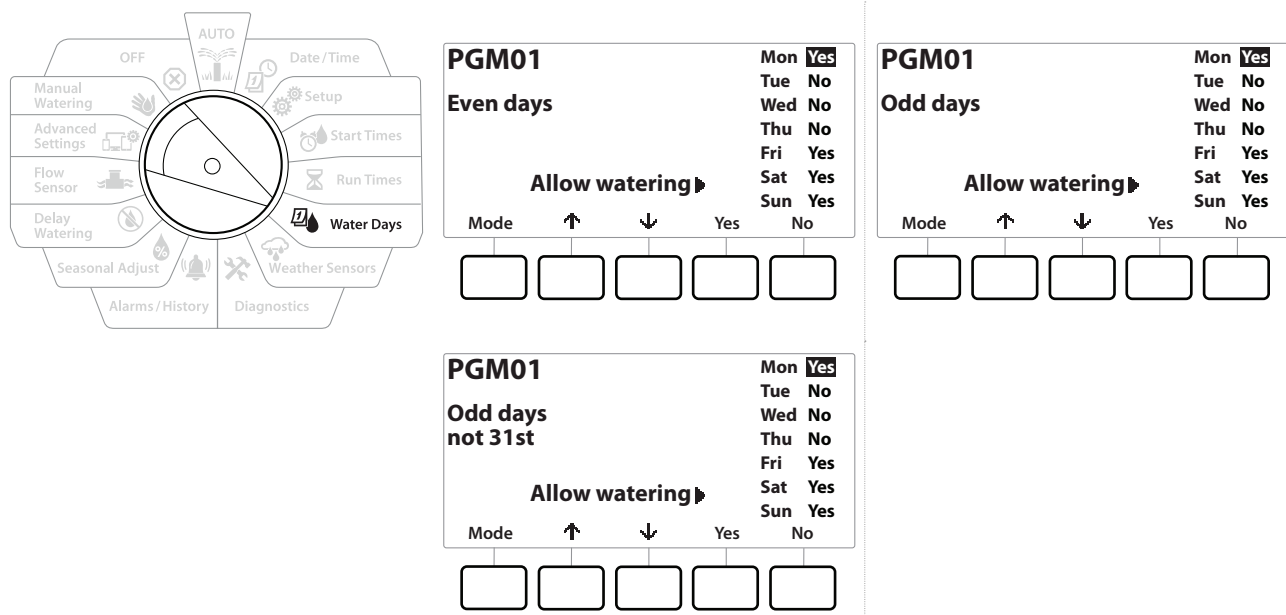 AUTO
OFF
Date/Time
Manual
Watering
Setup
Advanced
Settings
Start Times
Flow
Sensor
Run Times
Delay
Watering
Water Days
Seasonal Adjust
Weather Sensors
Alarms/History
Diagnostics
PGM01
Even days
Allow watering
Mon Yes
Tue No
Wed No
Thu No
Fri Yes
Sat Yes
Sun Yes
Mode ↑ ↓ Yes No
PGM01
Odd days
Allow watering
Mon Yes
Tue No
Wed No
Thu No
Fri Yes
Sat Yes
Sun Yes
Mode ↑ ↓ Yes No
PGM01
Odd days
not 31st
Allow watering
Mon Yes
Tue No
Wed No
Thu No
Fri Yes
Sat Yes
Sun Yes
Mode ↑ ↓ Yes No